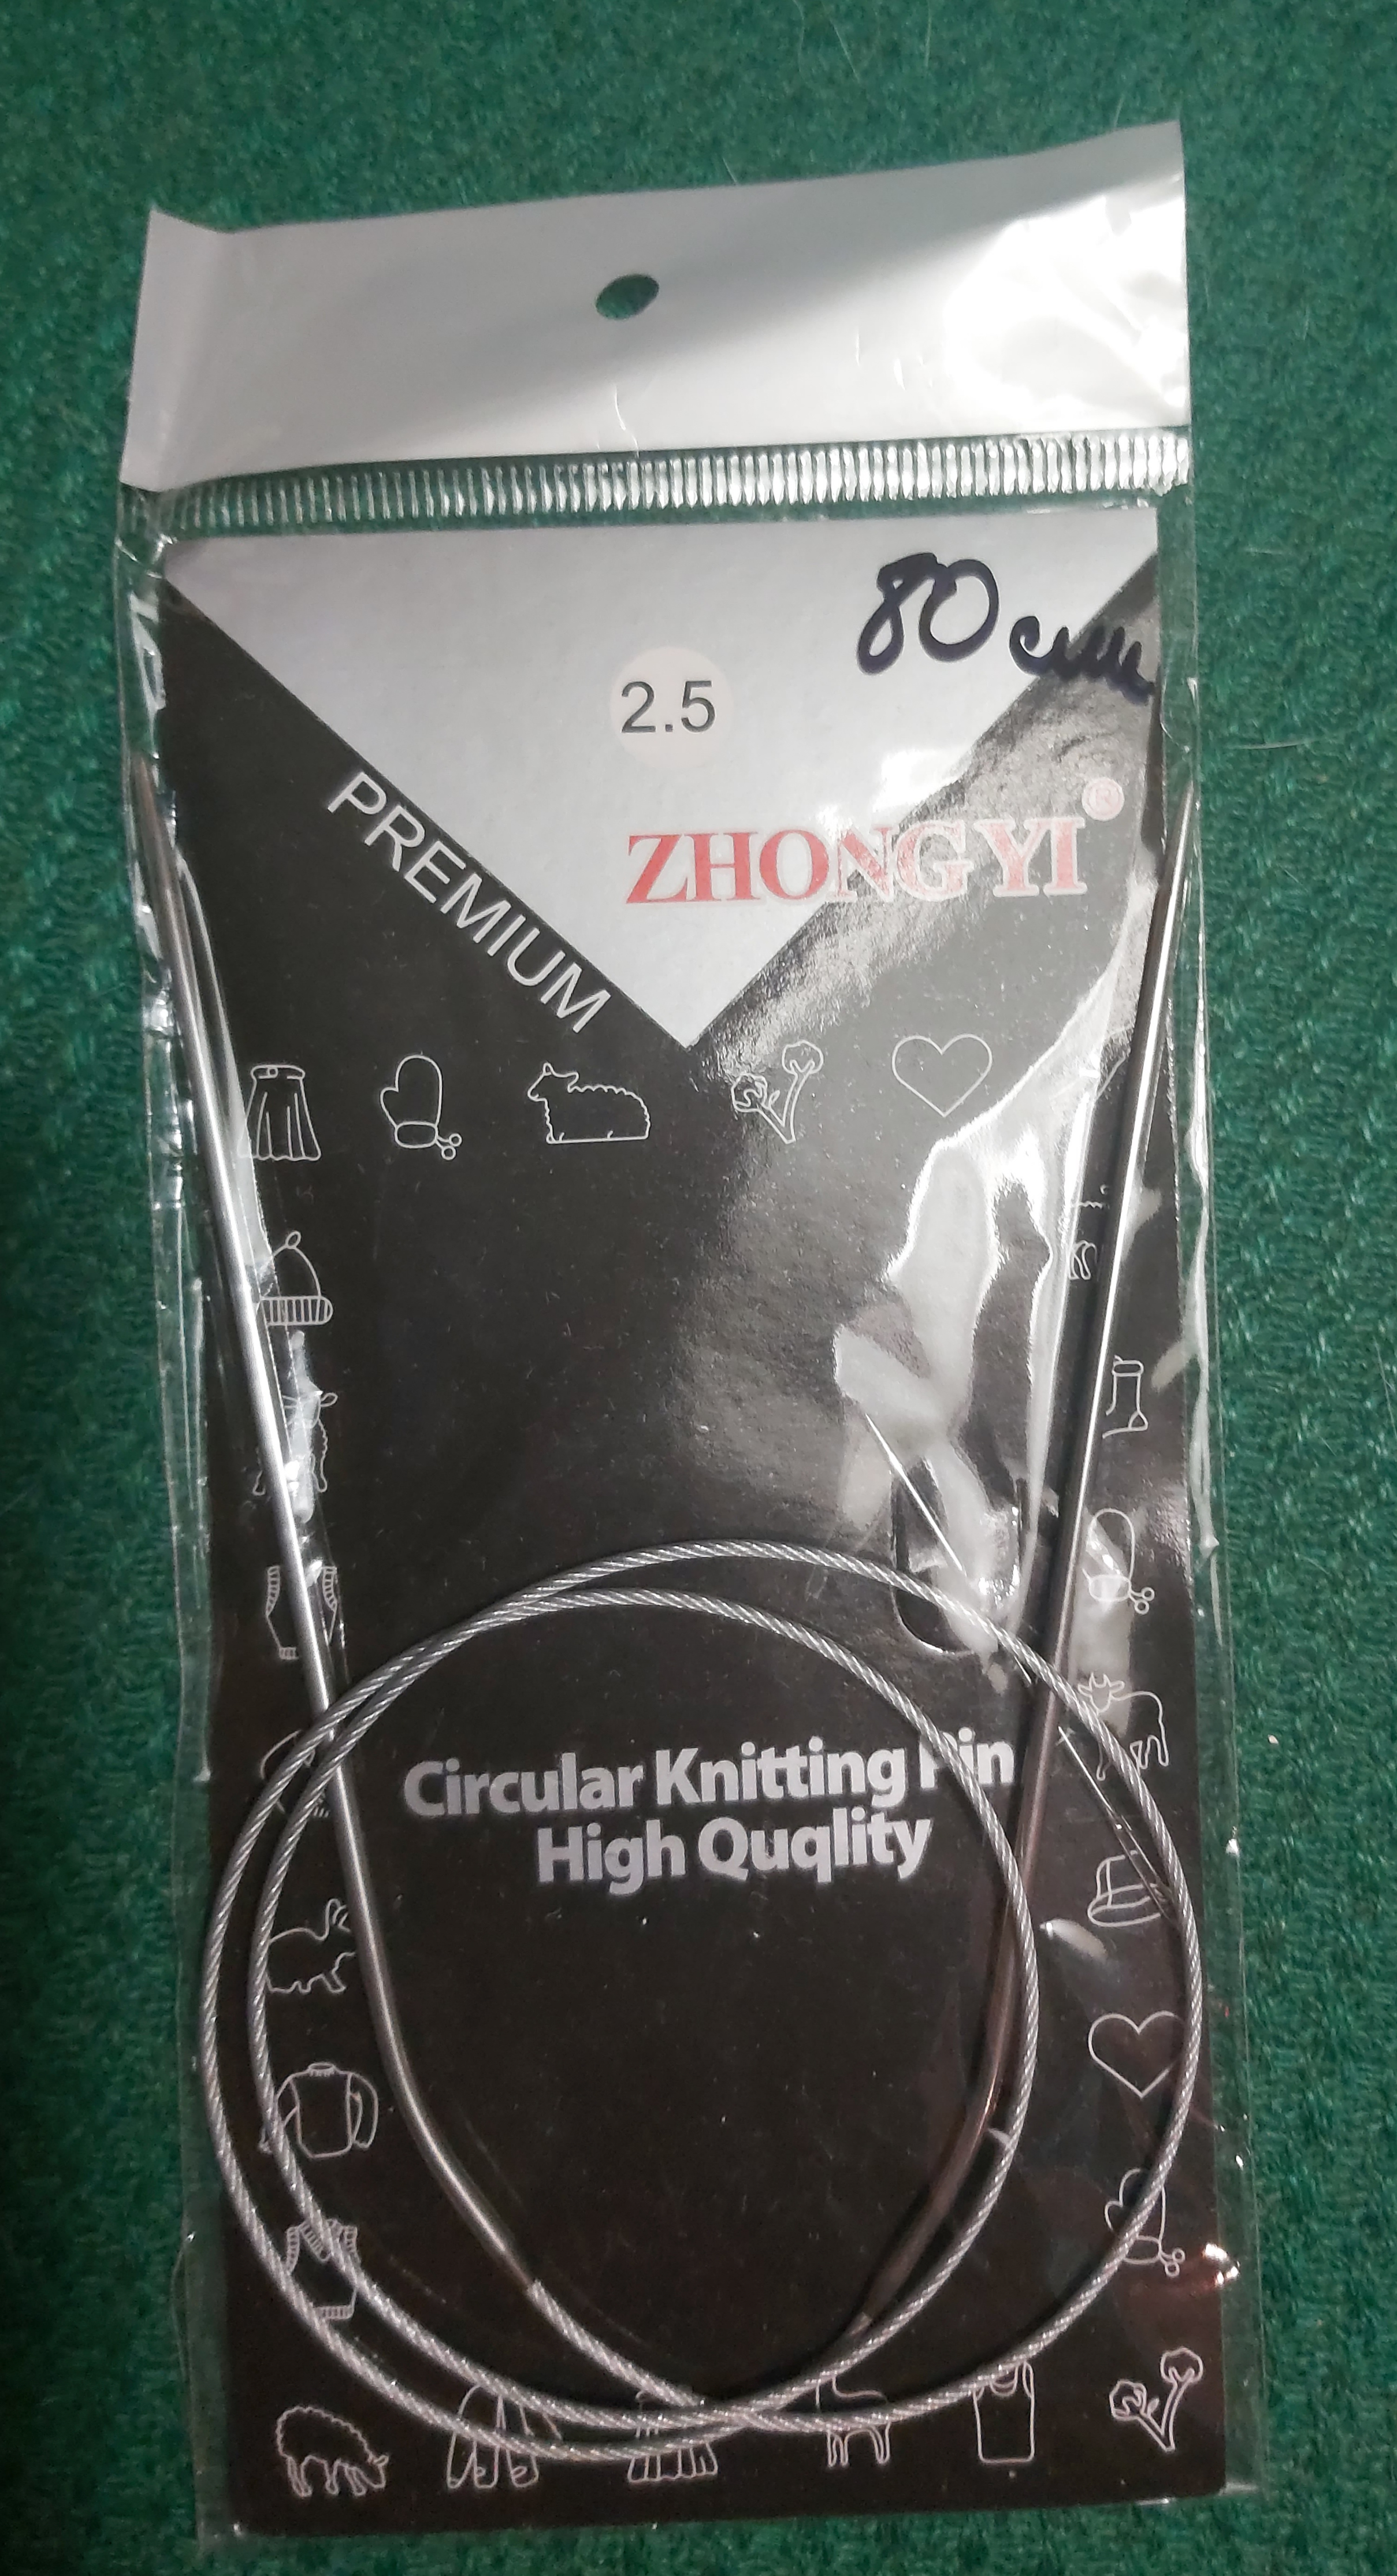 80 см
2.5
PREMIUM
ZHONG YI®
Circular Knitting Pin
High Quqlity